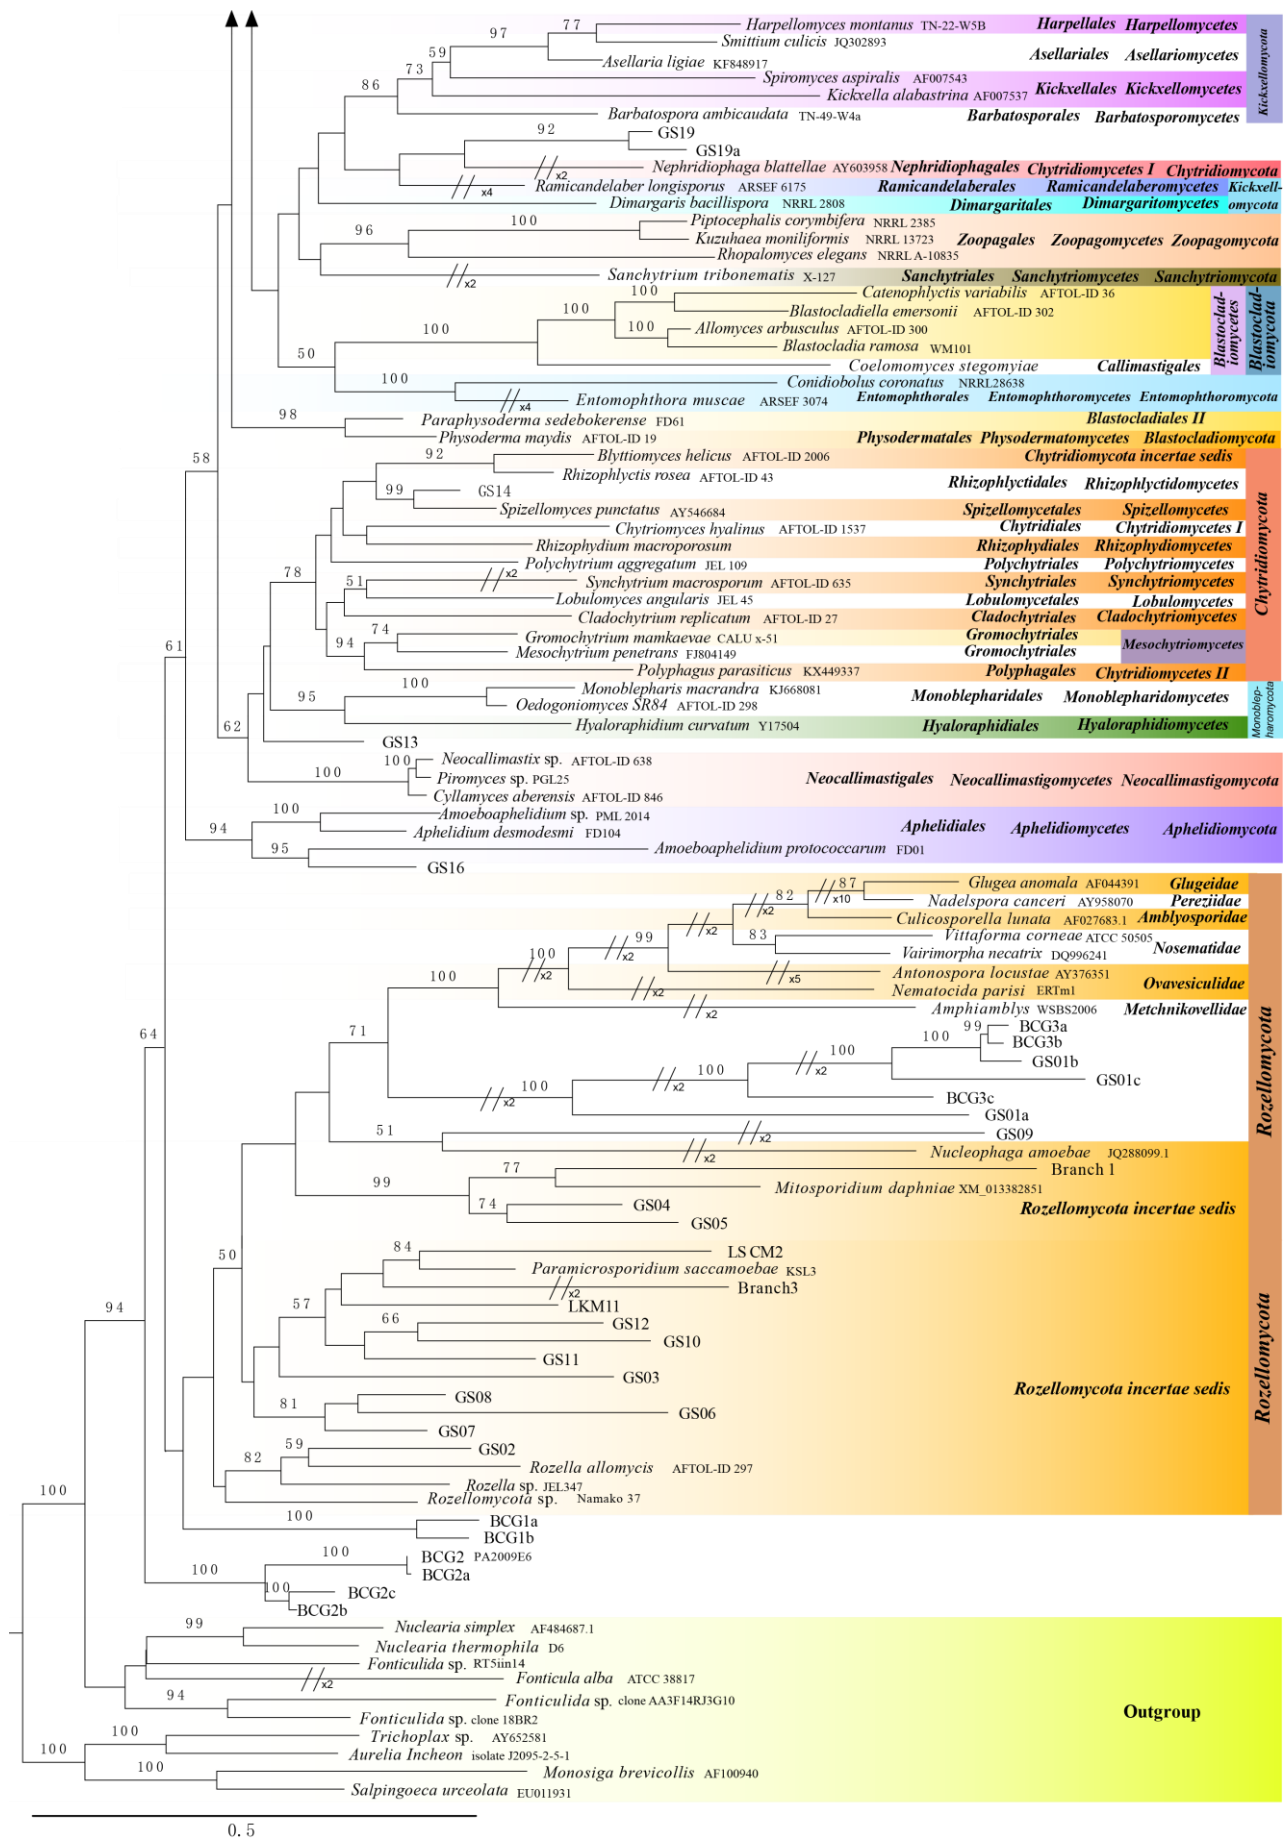 77 Harpellomyces montanus TN-22-W5B Harpellales Harpellomycetes
97 Smittium culicis JQ302893
59 Asellaria ligiae KF848917 Asellariales Asellariomycetes
Kickxellomycota
73 Spiromyces aspiralis AF007543
86 Kickxella alabastrina AF007537 Kickxellales Kickxellomycetes
Barbatospora ambicaudata TN-49-W4a Barbatosporales Barbatosporomycetes
92 GS19
GS19a
x2 Nephridiophaga blattellae AY603958 Nephridiophagales Chytridiomycetes I Chytridiomycota
x4 Ramicandelaber longisporus ARSEF 6175 Ramicandelaberales Ramicandelaberomycetes Kickxell-
Dimargaris bacillispora NRRL 2808 Dimargaritales Dimargaritomycetes omycota
100 Piptocephalis corymbifera NRRL 2385
96 Kuzuhaea moniliformis NRRL 13723 Zoopagales Zoopagomycetes Zoopagomycota
Rhopalomyces elegans NRRL A-10835
x2 Sanchytrium tribonematis X-127 Sanchytriales Sanchytriomycetes Sanchytriomycota
100 Catenophlyctis variabilis AFTOL-ID 36
100 Blastocladiella emersonii AFTOL-ID 302
100 100 Allomyces arbusculus AFTOL-ID 300
Blastocladia ramosa WM101
Blastoclad-
iomycetes
Blastoclad-
iomycota
50 Coelomomyces stegomyiae Callimastigales
100 Conidiobolus coronatus NRRL28638
x4 Entomophthora muscae ARSEF 3074 Entomophthorales Entomophthoromycetes Entomophthoromycota
98 Paraphysoderma sedebokerense FD61 Blastocladiales II
Physoderma maydis AFTOL-ID 19 Physodermatales Physodermatomycetes Blastocladiomycota
58 92 Blyttiomyces helicus AFTOL-ID 2006 Chytridiomycota incertae sedis
Rhizophlyctis rosea AFTOL-ID 43 Rhizophlyctidales Rhizophlyctidomycetes
99 GS14
Spizellomyces punctatus AY546684 Spizellomycetales Spizellomycetes
Chytriomyces hyalinus AFTOL-ID 1537 Chytridiales Chytridiomycetes I
Rhizophydium macroporosum Rhizophydiales Rhizophydiomycetes
Chytridiomycota
78 Polychytrium aggregatum JEL 109 Polychytriales Polychytriomycetes
51 x2 Synchytrium macrosporum AFTOL-ID 635 Synchytriales Synchytriomycetes
Lobulomyces angularis JEL 45 Lobulomycetales Lobulomycetes
Cladochytrium replicatum AFTOL-ID 27 Cladochytriales Cladochytriomycetes
74 Gromochytrium mamkaevae CALU x-51 Gromochytriales
94 Mesochytrium penetrans FJ804149 Gromochytriales Mesochytriomycetes
61 Polyphagus parasiticus KX449337 Polyphagales Chytridiomycetes II
100 Monoblepharis macrandra KJ668081 Monoblepharidales Monoblepharidomycetes
95 Oedogoniomyces SR84 AFTOL-ID 298
Monoblep-
haromycota
62 Hyaloraphidium curvatum Y17504 Hyaloraphidiales Hyaloraphidiomycetes
GS13
100 Neocallimastix sp. AFTOL-ID 638
100 Piromyces sp. PGL25 Neocallimastigales Neocallimastigomycetes Neocallimastigomycota
Cyllamyces aberensis AFTOL-ID 846
100 Amoeboaphelidium sp. PML 2014
94 Aphelidium desmodesmi FD104 Aphelidiales Aphelidiomycetes Aphelidiomycota
95 Amoeboaphelidium protococcarum FD01
GS16
87 x10 Glugea anomala AF044391 Glugeidae
82 x2 Nadelspora canceri AY958070 Pereziidae
x2 Culicosporella lunata AF027683.1 Amblyosporidae
99 83 Vittaforma corneae ATCC 50505
100 x2 Vairimorpha necatrix DQ996241 Nosematidae
100 x2 x5 Antonospora locustae AY376351
x2 Nematocida parisi ERTm1 Ovavesiculidae
x2 Amphiamblys WSBS2006 Metchnikovellidae
64 71 99 BCG3a
100 BCG3b
100 x2 GS01b
100 x2 GS01c
100 x2 BCG3c
GS01a
Rozellomycota
51 x2 GS09
x2 Nucleophaga amoebae JQ288099.1
77 Branch 1
99 Mitosporidium daphniae XM_013382851
74 GS04
GS05
Rozellomycota incertae sedis
50 84 LS CM2
Paramicrosporidium saccamoebae KSL3
x2 Branch3
57 LKM11
94 66 GS12
GS10
GS11
GS03
Rozellomycota incertae sedis
Rozellomycota
GS08
81 GS06
GS07
59 GS02
82 Rozella allomycis AFTOL-ID 297
Rozella sp. JEL347
100 Rozellomycota sp. Namako 37
100 BCG1a
BCG1b
100 BCG2 PA2009E6
100 BCG2a
100 BCG2c
BCG2b
99 Nuclearia simplex AF484687.1
Nuclearia thermophila D6
Fonticulida sp. RT5iin14
x2 Fonticula alba ATCC 38817
94 Fonticulida sp. clone AA3F14RJ3G10
Fonticulida sp. clone 18BR2
Outgroup
100 Trichoplax sp. AY652581
100 Aurelia Incheon isolate J2095-2-5-1
100 Monosiga brevicollis AF100940
Salpingoeca urceolata EU011931
0.5